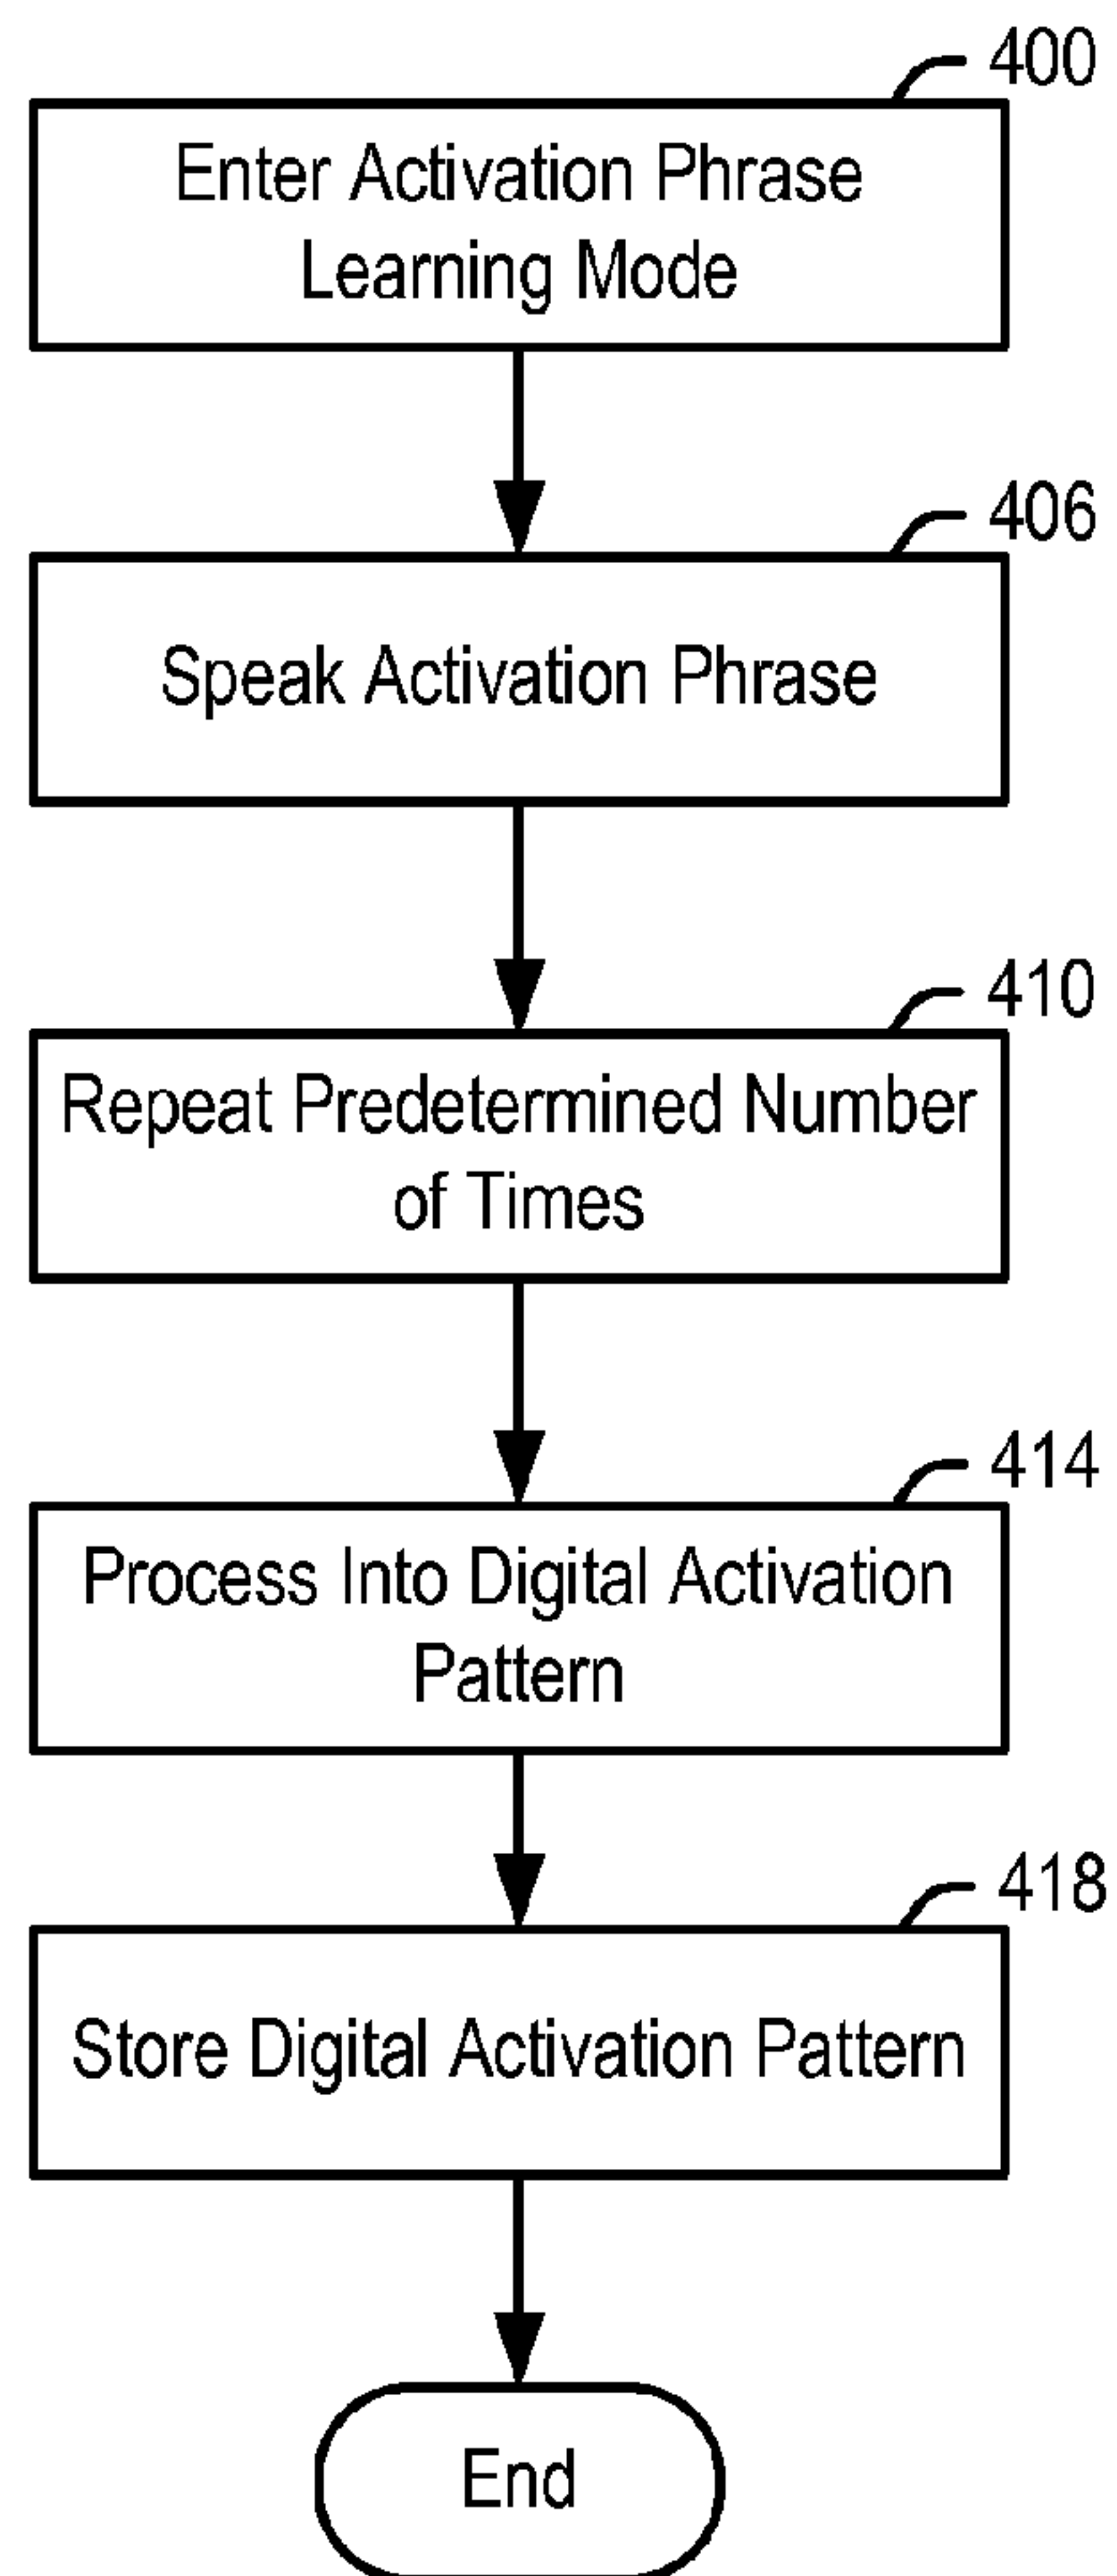 400
Enter Activation Phrase
Learning Mode
406
Speak Activation Phrase
410
Repeat Predetermined Number
of Times
414
Process Into Digital Activation
Pattern
418
Store Digital Activation Pattern
End